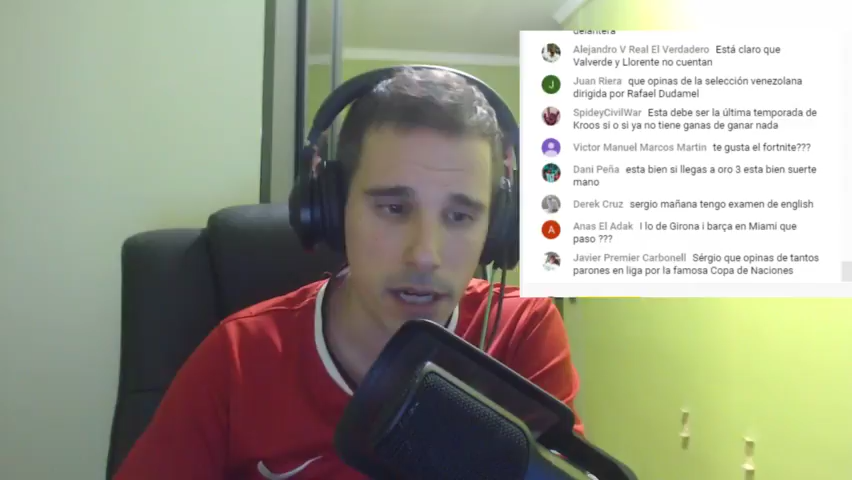 delantera
Alejandro V Real El Verdadero Está claro que
Valverde y Llorente no cuentan
J
Juan Riera que opinas de la selección venezolana
dirigida por Rafael Dudamel
SpideyCivilWar Esta debe ser la última temporada de
Kroos si o si ya no tiene ganas de ganar nada
Victor Manuel Marcos Martin te gusta el fortnite???
Dani Peña esta bien si llegas a oro 3 esta bien suerte
mano
Derek Cruz sergio mañana tengo examen de english
A
Anas El Adak I lo de Girona i barça en Miami que
paso ???
Javier Premier Carbonell Sérgio que opinas de tantos
parones en liga por la famosa Copa de Naciones